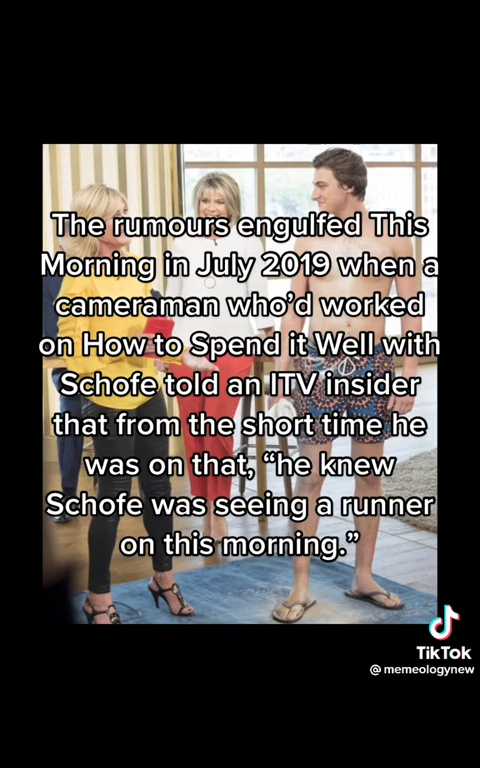 The rumours engulfed This
Morning in July 2019 when a
cameraman who'd worked
on How to Spend it Well with
Schofe told an ITV insider
that from the short time he
was on that, “he knew
Schofe was seeing a runner
on this morning.”
TikTok
@memeologynew